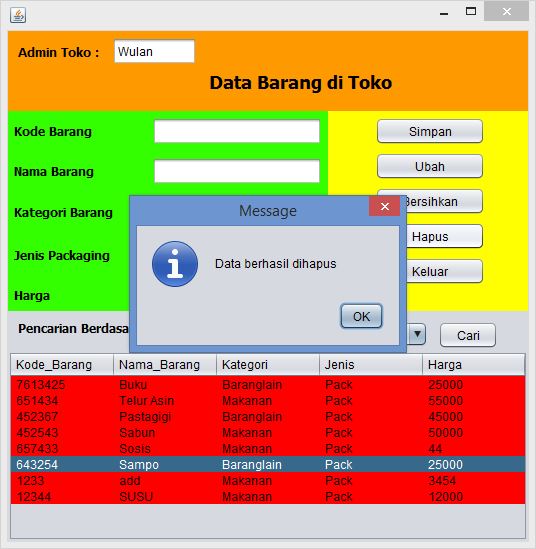 Admin Toko : Wulan
Data Barang di Toko
Kode Barang
Simpan
Nama Barang
Ubah
Bersihkan
Kategori Barang
Message
Hapus
Data berhasil dihapus
Jenis Packaging
Keluar
Harga
OK
Pencarian Berdasa
Cari
Kode_Barang Nama_Barang Kategori Jenis Harga
7613425 Buku Baranglain Pack 25000
651434 Telur Asin Makanan Pack 55000
452367 Pastagigi Baranglain Pack 45000
452543 Sabun Makanan Pack 50000
657433 Sosis Makanan Pack 44
643254 Sampo Baranglain Pack 25000
1233 add Makanan Pack 3454
12344 SUSU Makanan Pack 12000